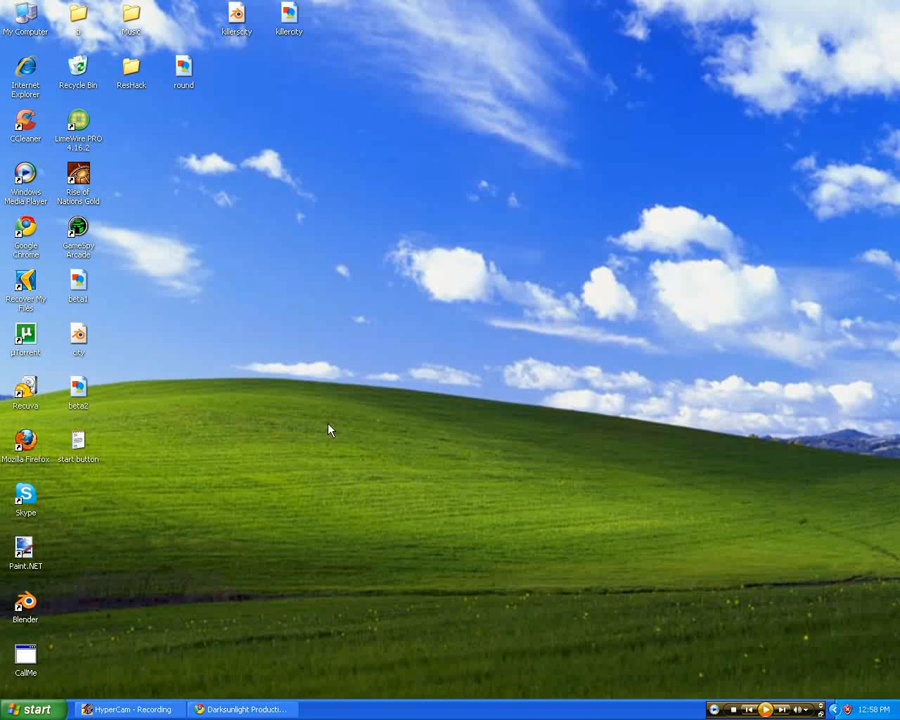 My Computer
b
Music
killerscity
killercity
Internet
Explorer
Recycle Bin
ResHack
round
CCleaner
LimeWire PRO
4.16.2
Windows
Media Player
Rise of
Nations Gold
Google
Chrome
GameSpy
Arcade
Recover My
Files
beta1
µTorrent
city
Recuva
beta2
Mozilla Firefox
start button
Skype
Paint.NET
Blender
CallMe
start
HyperCam - Recording
Darksunlight Producti...
12:58 PM